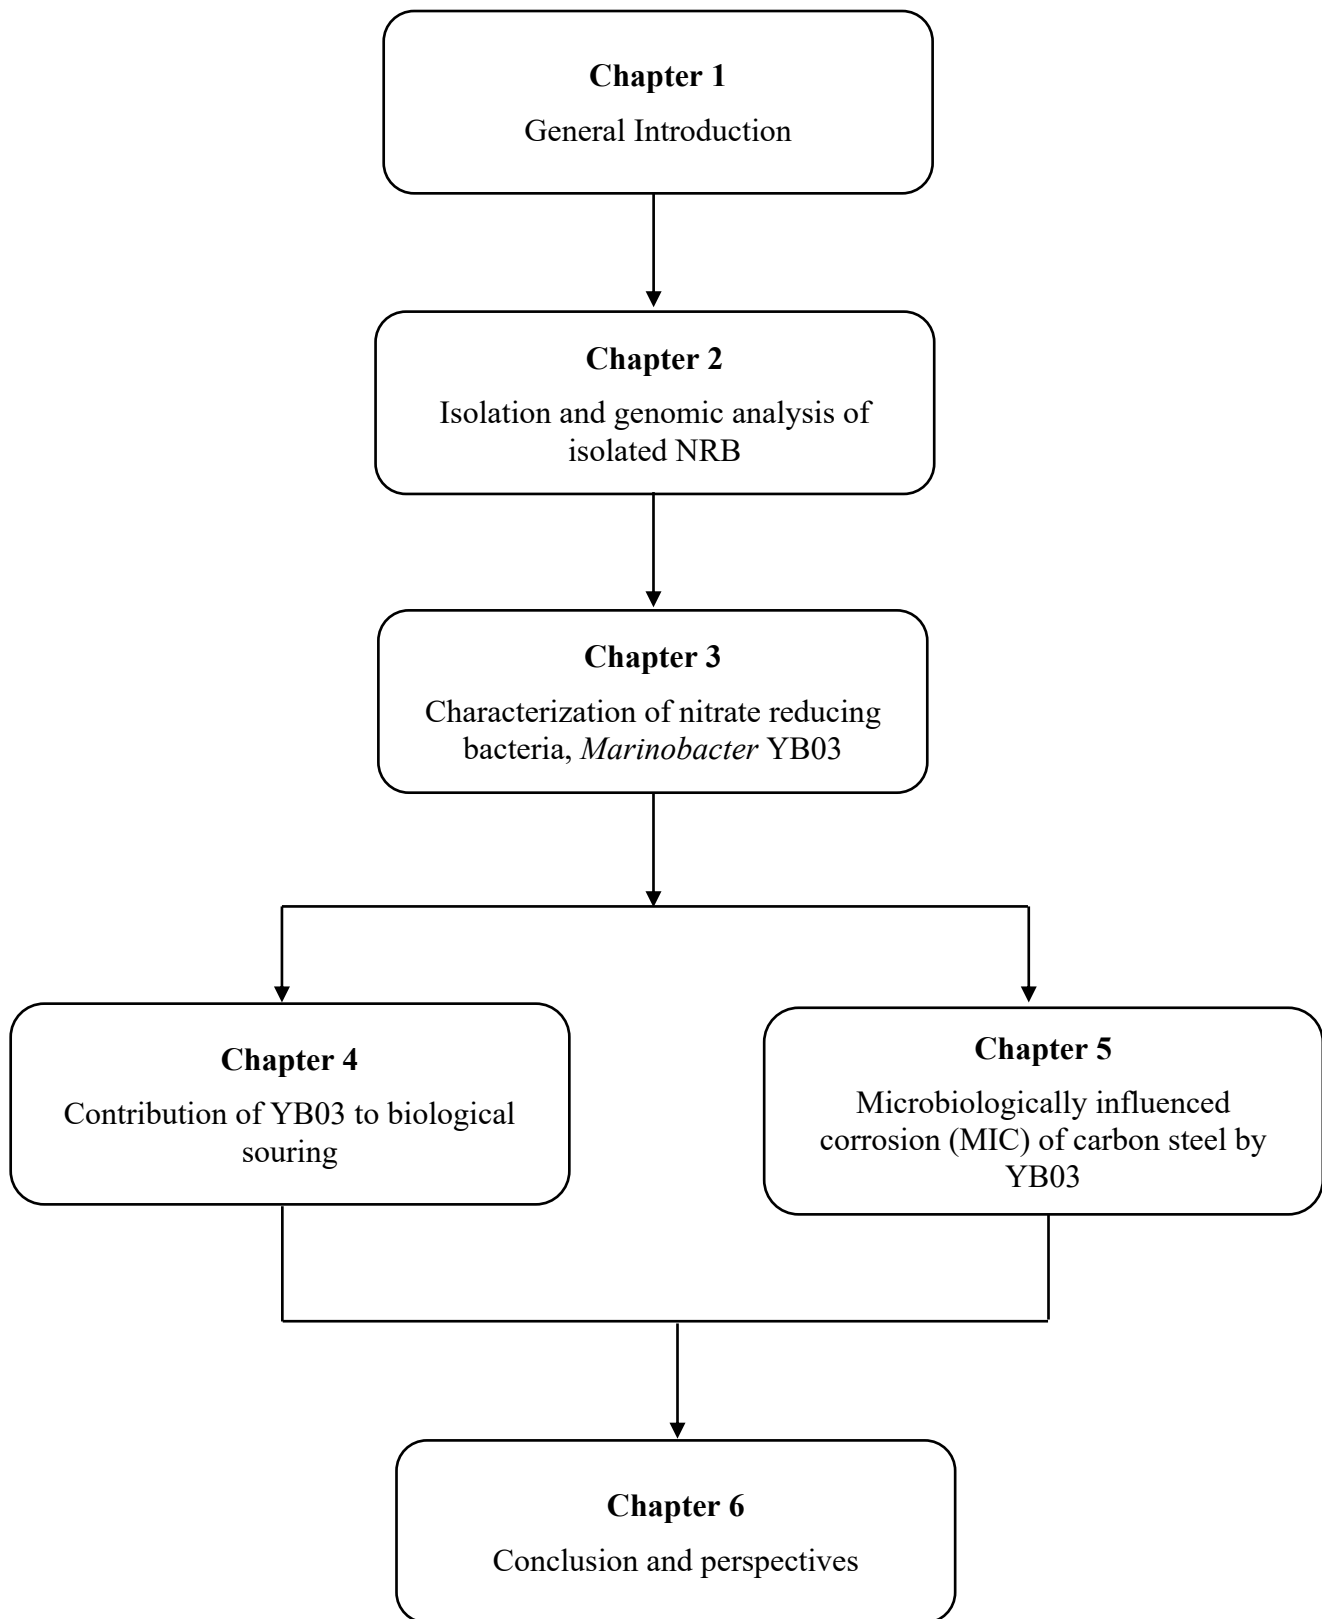 Chapter 1
General Introduction
Chapter 2
Isolation and genomic analysis of
isolated NRB
Chapter 3
Characterization of nitrate reducing
bacteria, Marinobacter YB03
Chapter 4
Contribution of YB03 to biological
souring
Chapter 5
Microbiologically influenced
corrosion (MIC) of carbon steel by
YB03
Chapter 6
Conclusion and perspectives